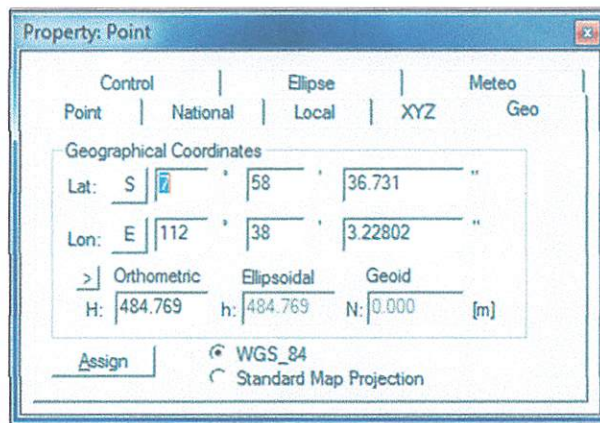 Property: Point
Control | Ellipse | Meteo |
Point | National | Local | XYZ Geo
Geographical Coordinates
Lat: S 7 ° 58 ' 36.731 "
Lon: E 112 ° 38 ' 3.22802 "
> Orthometric Ellipsoidal Geoid
H: 484.769 h: 484.769 N: 0.000 [m]
Assign WGS_84
Standard Map Projection